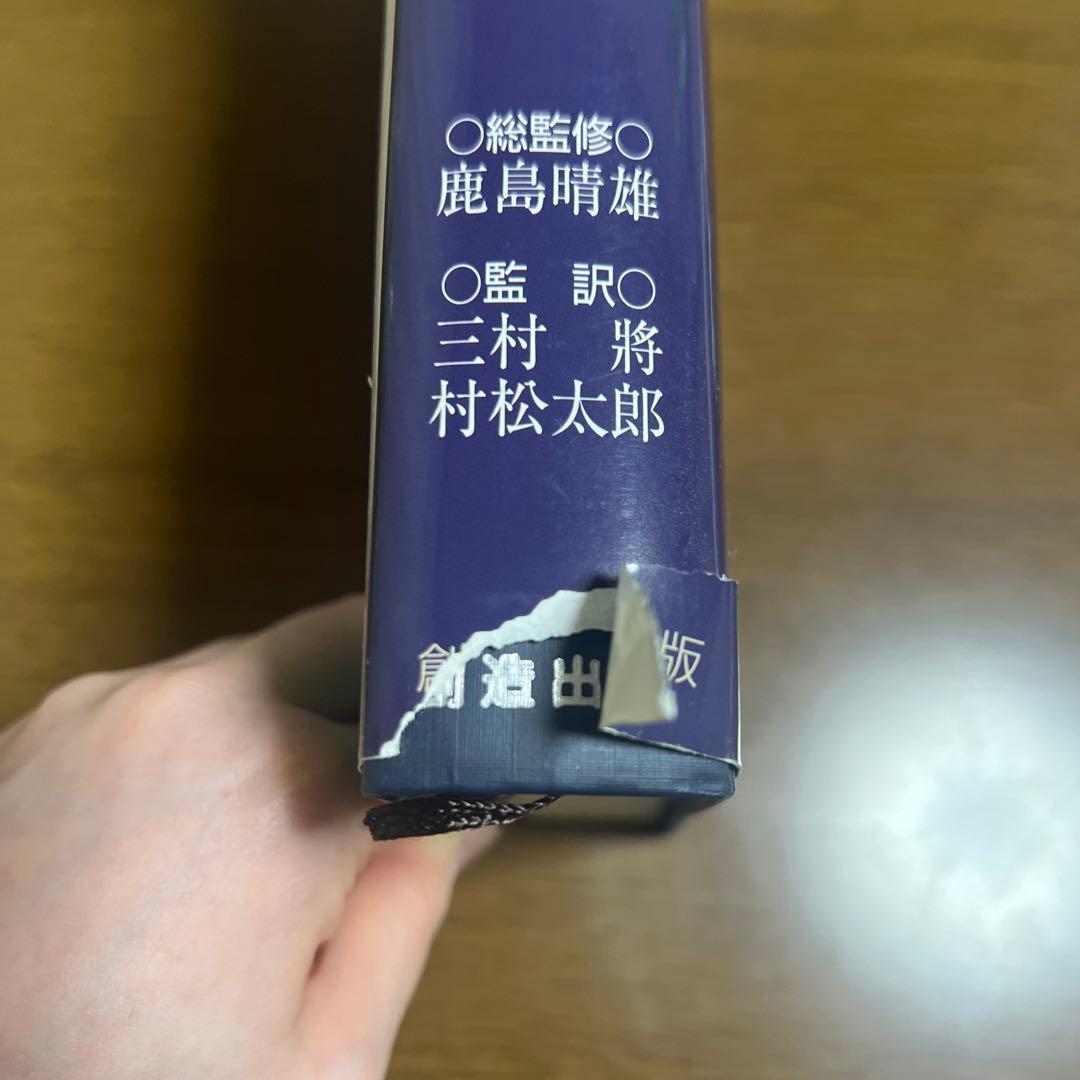 ○総監修○
鹿島晴雄
○監　訳○
三村　將
村松太郎
創造出版